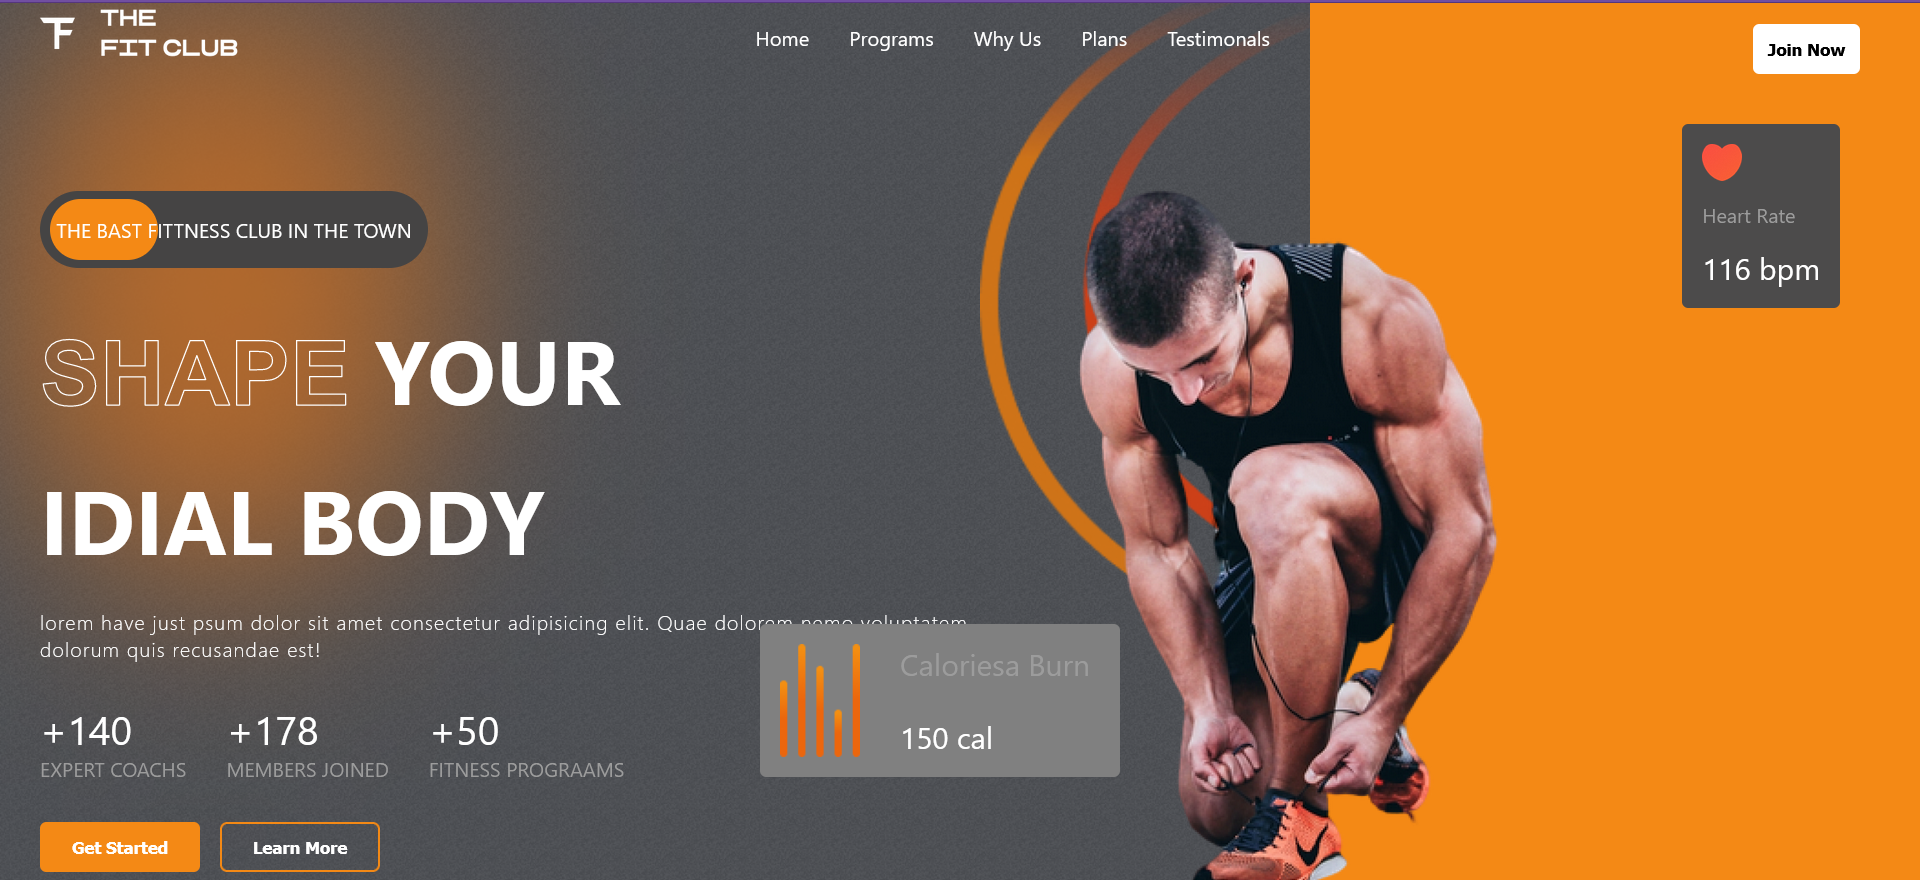 THE
FIT CLUB
Home Programs Why Us Plans Testimonals
Join Now
Heart Rate
116 bpm
THE BAST FITTNESS CLUB IN THE TOWN
SHAPE YOUR
IDIAL BODY
lorem have just psum dolor sit amet consectetur adipisicing elit. Quae dolorem nemo voluptatem
dolorum quis recusandae est!
Caloriesa Burn
150 cal
+140 +178 +50
EXPERT COACHS MEMBERS JOINED FITNESS PROGRAAMS
Get Started Learn More